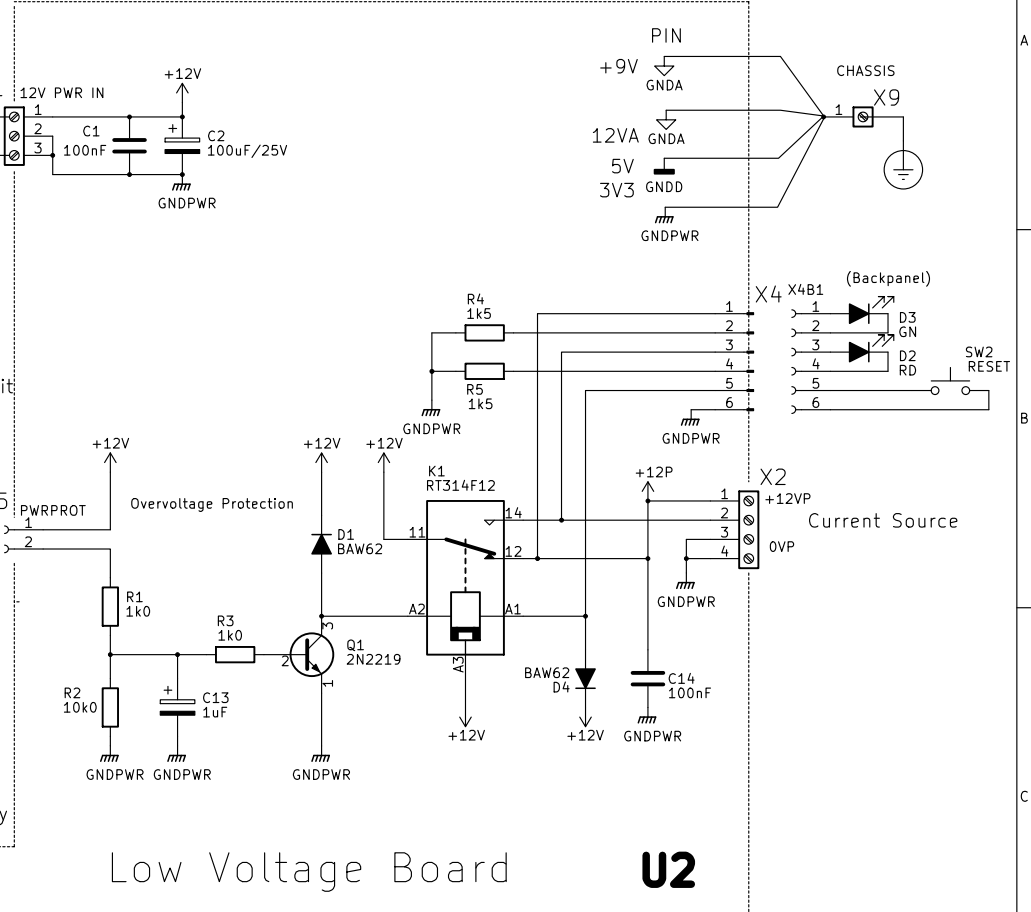 PIN
A
+9V
GNDA
12VA
GNDA
5V
3V3
GNDD
GNDPWR
CHASSIS
X9
1
12V PWR IN
+12V
1
2
3
C1
100nF
+
C2
100uF/25V
GNDPWR
(Backpanel)
X4
X4B1
1
2
3
4
5
6
1
2
3
4
5
6
D3
GN
D2
RD
SW2
RESET
R4
1k5
R5
1k5
GNDPWR
GNDPWR
B
it
+12V
+12V
+12V
K1
RT314F12
+12P
X2
1
2
3
4
+12VP
0VP
Current Source
5
PWRPROT
1
2
Overvoltage Protection
D1
BAW62
11
14
12
GNDPWR
A2
A1
A3
R1
1k0
R3
1k0
Q1
2N2219
2
3
1
R2
10k0
+
C13
1uF
BAW62
D4
C14
100nF
+12V
+12V
GNDPWR
GNDPWR
GNDPWR
GNDPWR
C
y
Low Voltage Board
U2